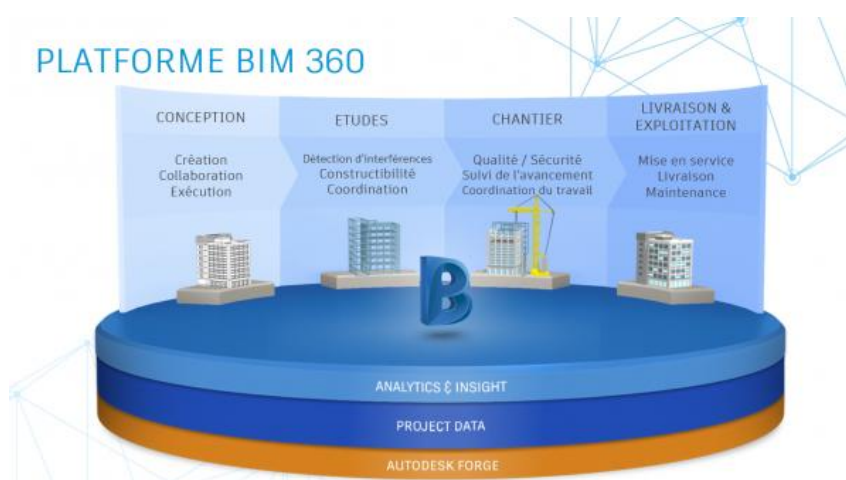 PLATFORME BIM 360
CONCEPTION
Création
Collaboration
Exécution
ETUDES
Détection d'interférences
Constructibilité
Coordination
CHANTIER
Qualité / Sécurité
Suivi de l'avancement
Coordination du travail
LIVRAISON &
EXPLOITATION
Mise en service
Livraison
Maintenance
B
ANALYTICS & INSIGHT
PROJECT DATA
AUTODESK FORGE